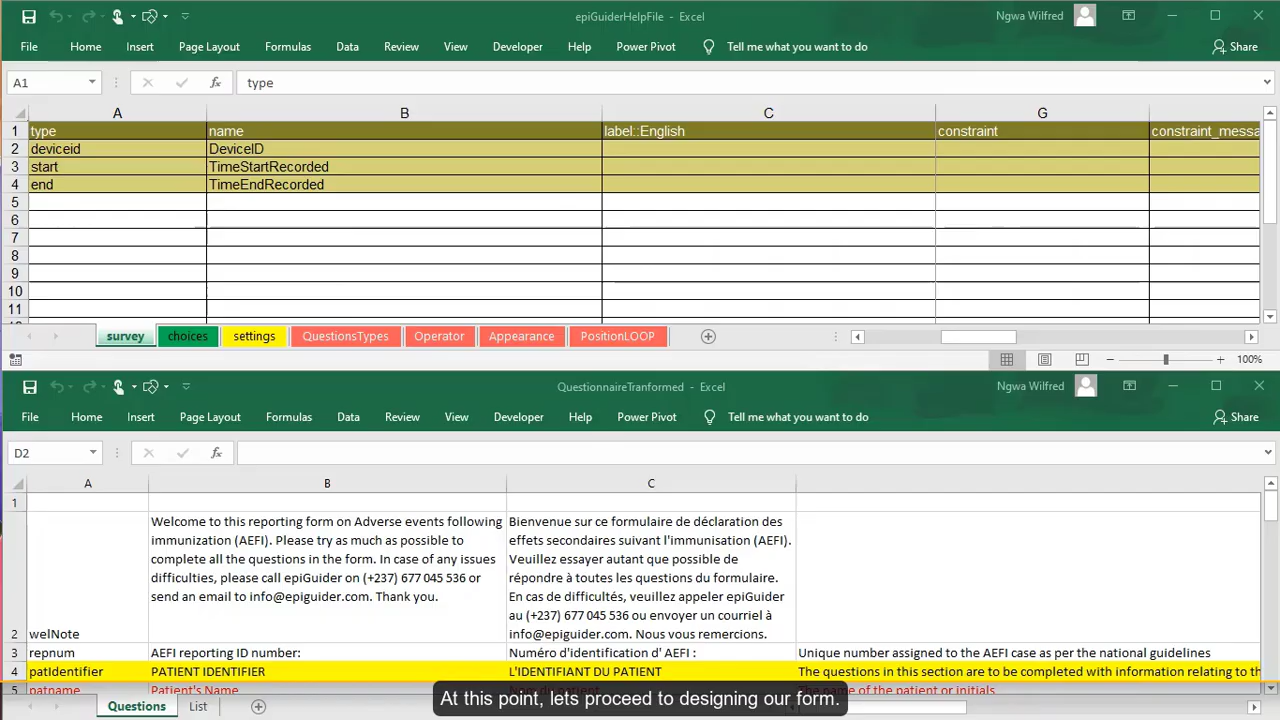 epiGuiderHelpFile - Excel
Ngwa Wilfred
File Home Insert Page Layout Formulas Data Review View Developer Help Power Pivot Tell me what you want to do Share
A1 fx type
A B C G
1 type name label::English constraint constraint_messa
2 deviceid DeviceID
3 start TimeStartRecorded
4 end TimeEndRecorded
5
6
7
8
9
10
11
survey choices settings QuestionsTypes Operator Appearance PositionLOOP
100%
QuestionnaireTranformed - Excel
Ngwa Wilfred
File Home Insert Page Layout Formulas Data Review View Developer Help Power Pivot Tell me what you want to do Share
D2 fx
A B C
1
Welcome to this reporting form on Adverse events following
immunization (AEFI). Please try as much as possible to
complete all the questions in the form. In case of any issues
difficulties, please call epiGuider on (+237) 677 045 536 or
send an email to info@epiguider.com. Thank you.
Bienvenue sur ce formulaire de déclaration des
effets secondaires suivant l'immunisation (AEFI).
Veuillez essayer autant que possible de
répondre à toutes les questions du formulaire.
En cas de difficultés, veuillez appeler epiGuider
au (+237) 677 045 536 ou envoyer un courriel à
info@epiguider.com. Nous vous remercions.
2 welNote
3 repnum AEFI reporting ID number: Numéro d'identification d' AEFI : Unique number assigned to the AEFI case as per the national guidelines
4 patIdentifier PATIENT IDENTIFIER L'IDENTIFIANT DU PATIENT The questions in this section are to be completed with information relating to th
5 patname Patient's Name The name of the patient or initials
At this point, lets proceed to designing our form.
Questions List